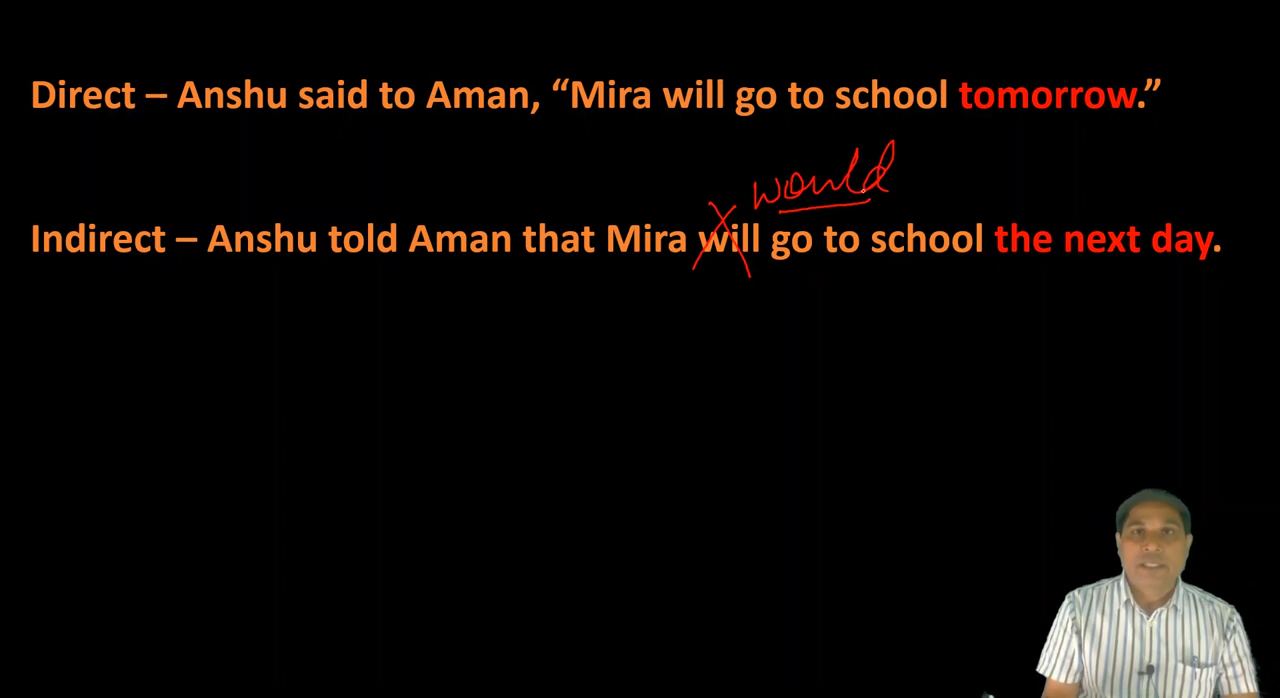 Direct – Anshu said to Aman, “Mira will go to school tomorrow.”
would
Indirect – Anshu told Aman that Mira will go to school the next day.